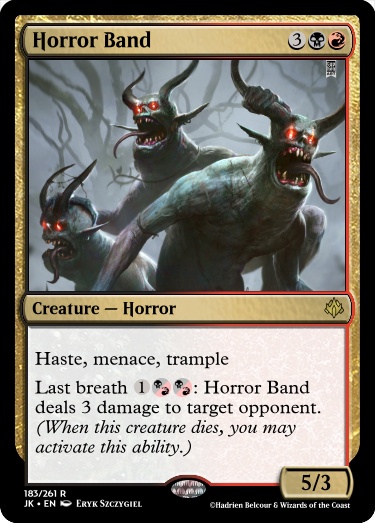 Horror Band 3
Creature — Horror
Haste, menace, trample
Last breath 1: Horror Band
deals 3 damage to target opponent.
(When this creature dies, you may
activate this ability.)
5/3
183/261 R
JK • EN ERYK SZCZYGIEL
©Hadrien Belcour & Wizards of the Coast